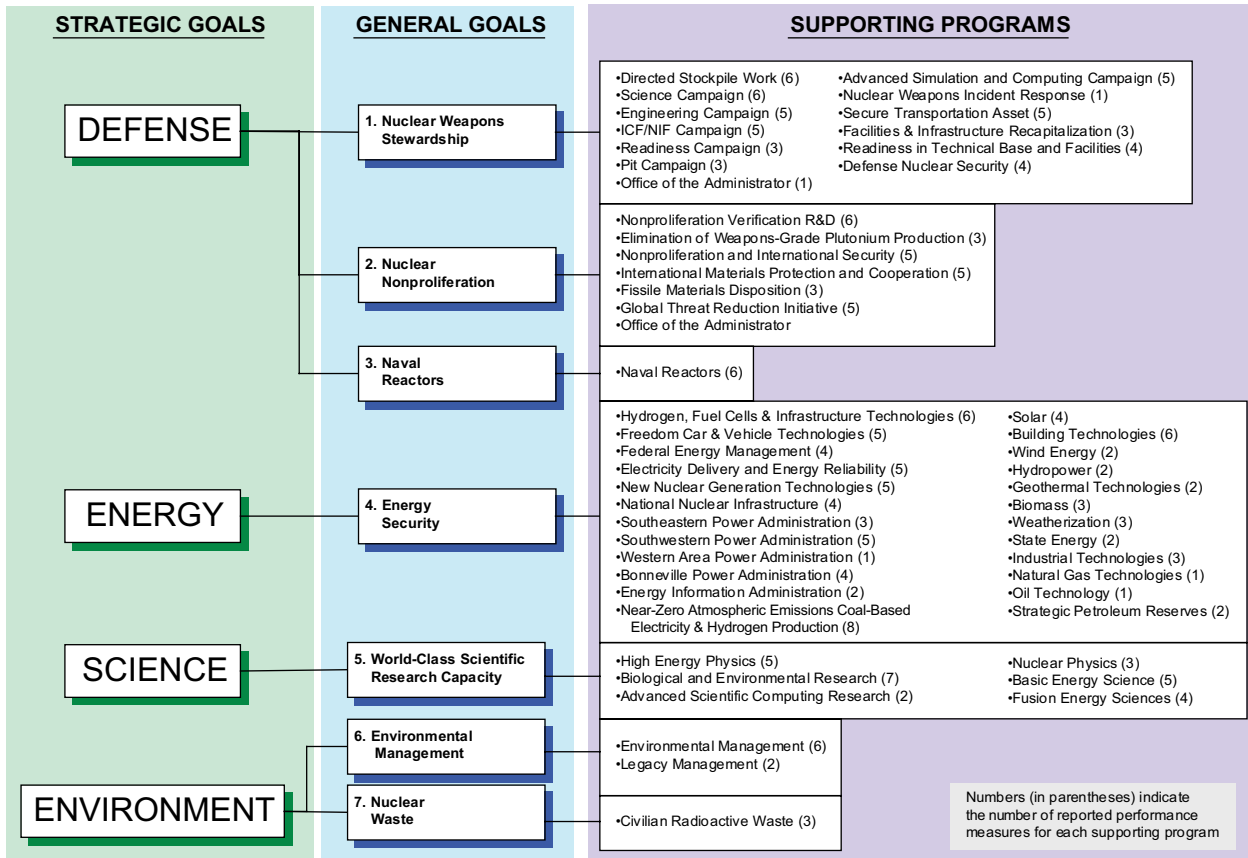 STRATEGIC GOALS
GENERAL GOALS
SUPPORTING PROGRAMS
DEFENSE
1. Nuclear Weapons
Stewardship
•Directed Stockpile Work (6)
•Science Campaign (6)
•Engineering Campaign (5)
•ICF/NIF Campaign (5)
•Readiness Campaign (3)
•Pit Campaign (3)
•Office of the Administrator (1)
•Advanced Simulation and Computing Campaign (5)
•Nuclear Weapons Incident Response (1)
•Secure Transportation Asset (5)
•Facilities & Infrastructure Recapitalization (3)
•Readiness in Technical Base and Facilities (4)
•Defense Nuclear Security (4)
2. Nuclear
Nonproliferation
•Nonproliferation Verification R&D (6)
•Elimination of Weapons-Grade Plutonium Production (3)
•Nonproliferation and International Security (5)
•International Materials Protection and Cooperation (5)
•Fissile Materials Disposition (3)
•Global Threat Reduction Initiative (5)
•Office of the Administrator
3. Naval
Reactors
•Naval Reactors (6)
ENERGY
4. Energy
Security
•Hydrogen, Fuel Cells & Infrastructure Technologies (6)
•Freedom Car & Vehicle Technologies (5)
•Federal Energy Management (4)
•Electricity Delivery and Energy Reliability (5)
•New Nuclear Generation Technologies (5)
•National Nuclear Infrastructure (4)
•Southeastern Power Administration (3)
•Southwestern Power Administration (5)
•Western Area Power Administration (1)
•Bonneville Power Administration (4)
•Energy Information Administration (2)
•Near-Zero Atmospheric Emissions Coal-Based
Electricity & Hydrogen Production (8)
•Solar (4)
•Building Technologies (6)
•Wind Energy (2)
•Hydropower (2)
•Geothermal Technologies (2)
•Biomass (3)
•Weatherization (3)
•State Energy (2)
•Industrial Technologies (3)
•Natural Gas Technologies (1)
•Oil Technology (1)
•Strategic Petroleum Reserves (2)
SCIENCE
5. World-Class Scientific
Research Capacity
•High Energy Physics (5)
•Biological and Environmental Research (7)
•Advanced Scientific Computing Research (2)
•Nuclear Physics (3)
•Basic Energy Science (5)
•Fusion Energy Sciences (4)
ENVIRONMENT
6. Environmental
Management
•Environmental Management (6)
•Legacy Management (2)
7. Nuclear
Waste
•Civilian Radioactive Waste (3)
Numbers (in parentheses) indicate
the number of reported performance
measures for each supporting program